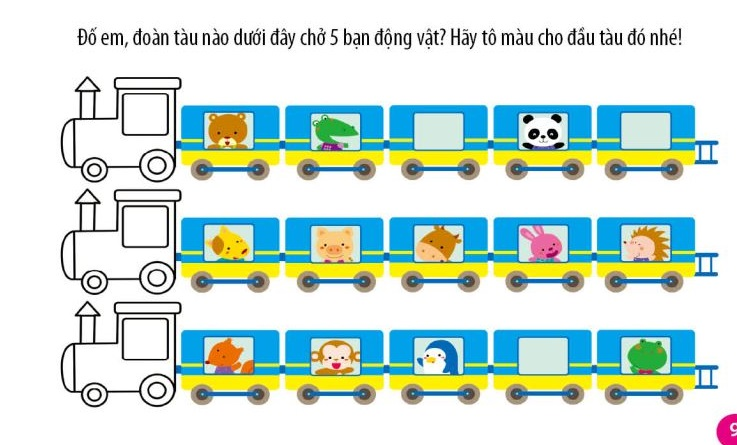 Đố em, đoàn tàu nào dưới đây chở 5 bạn động vật? Hãy tô màu cho đầu tàu đó nhé!
9